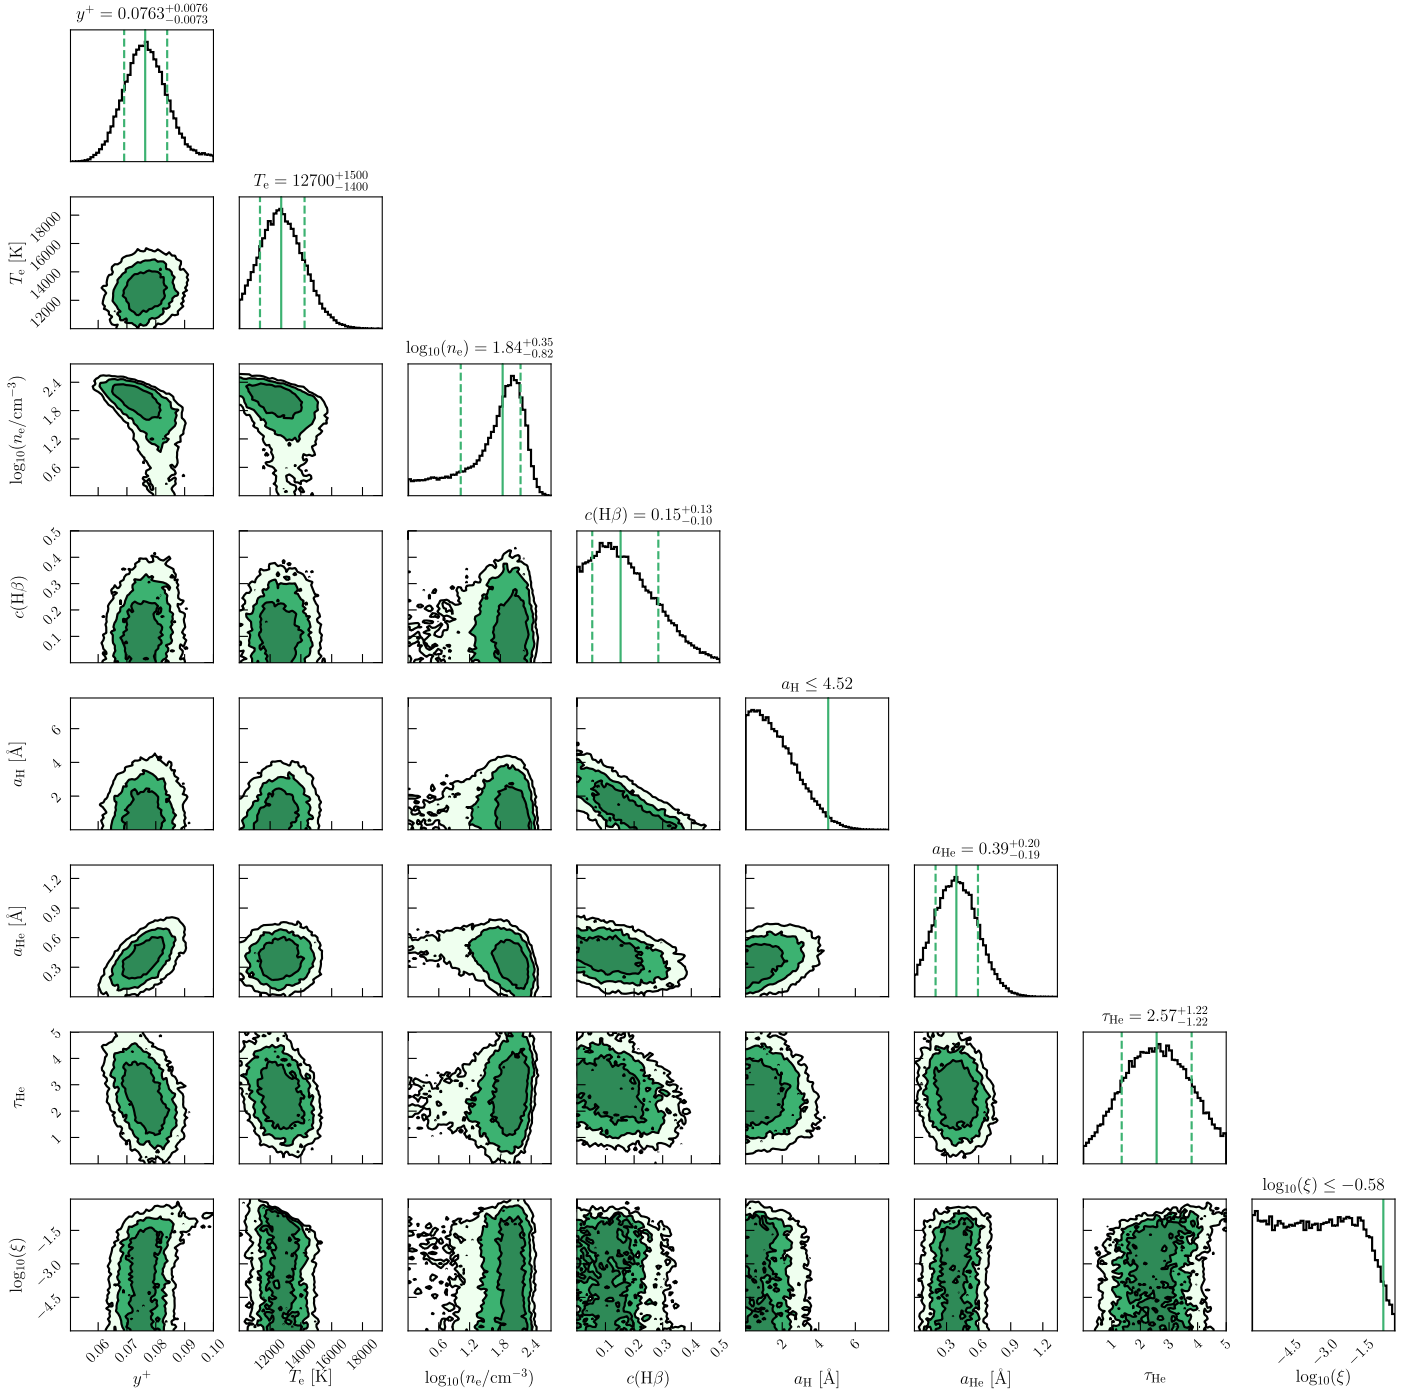 y⁺ = 0.0763 +0.0076 −0.0073
Tₑ = 12700 +1500 −1400
18000
16000
14000
12000
Tₑ [K]
log₁₀(nₑ) = 1.84 +0.35 −0.82
2.4
1.8
1.2
0.6
log₁₀(nₑ/cm⁻³)
c(Hβ) = 0.15 +0.13 −0.10
0.5
0.4
0.3
0.2
0.1
c(Hβ)
a_H ≤ 4.52
6
4
2
a_H [Å]
a_He = 0.39 +0.20 −0.19
1.2
0.9
0.6
0.3
a_He [Å]
τ_He = 2.57 +1.22 −1.22
5
4
3
2
1
τ_He
log₁₀(ξ) ≤ −0.58
−1.5
−3.0
−4.5
log₁₀(ξ)
0.06 0.07 0.08 0.09 0.10
12000 14000 16000 18000
0.6 1.2 1.8 2.4
0.1 0.2 0.3 0.4 0.5
2 4 6
0.3 0.6 0.9 1.2
1 2 3 4 5
−4.5 −3.0 −1.5
y⁺
Tₑ [K]
log₁₀(nₑ/cm⁻³)
c(Hβ)
a_H [Å]
a_He [Å]
τ_He
log₁₀(ξ)